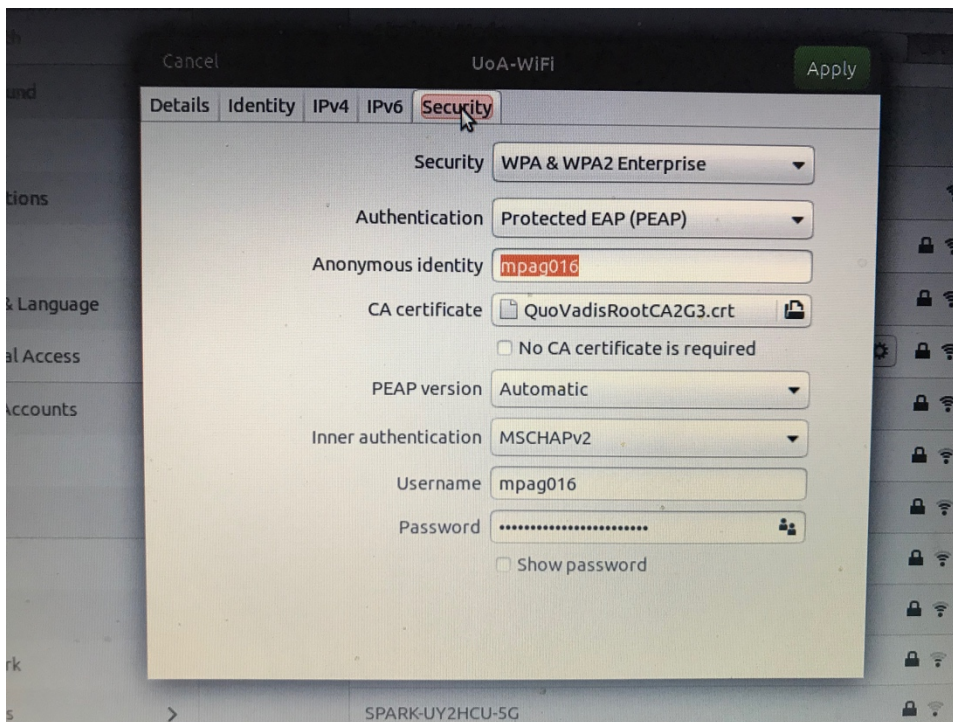 Cancel UoA-WiFi Apply
und
Details Identity IPv4 IPv6 Security
Security WPA & WPA2 Enterprise
tions
Authentication Protected EAP (PEAP)
Anonymous identity mpag016
& Language
CA certificate QuoVadisRootCA2G3.crt
No CA certificate is required
al Access
PEAP version Automatic
Accounts
Inner authentication MSCHAPv2
Username mpag016
Password ••••••••••••••••••••••••
Show password
rk
s SPARK-UY2HCU-5G